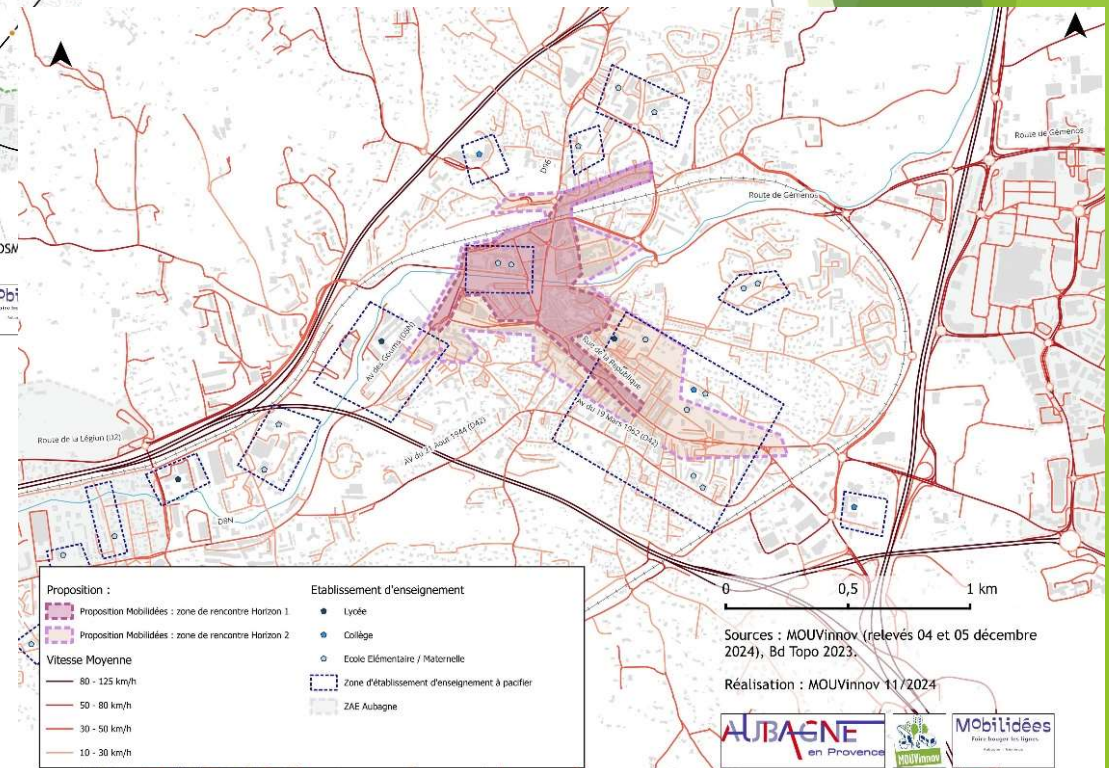 Route de Gémenos
D96
Route de Gémenos
Av des Goums (D8N)
Rue de la République
Av du 19 Mars 1962 (D42)
AV du 21 Aout 1944 (D42)
Route de la Légion (D2)
D8N
Proposition :
Proposition Mobilidées : zone de rencontre Horizon 1
Proposition Mobilidées : zone de rencontre Horizon 2
Vitesse Moyenne
80 - 125 km/h
50 - 80 km/h
30 - 50 km/h
10 - 30 km/h
Etablissement d'enseignement
Lycée
Collège
Ecole Elémentaire / Maternelle
Zone d'établissement d'enseignement à pacifier
ZAE Aubagne
0 0,5 1 km
Sources : MOUVinnov (relevés 04 et 05 décembre
2024), Bd Topo 2023.
Réalisation : MOUVinnov 11/2024
AUBAGNE
en Provence
MOUVinnov
Mobilidées
Faire bouger les lignes